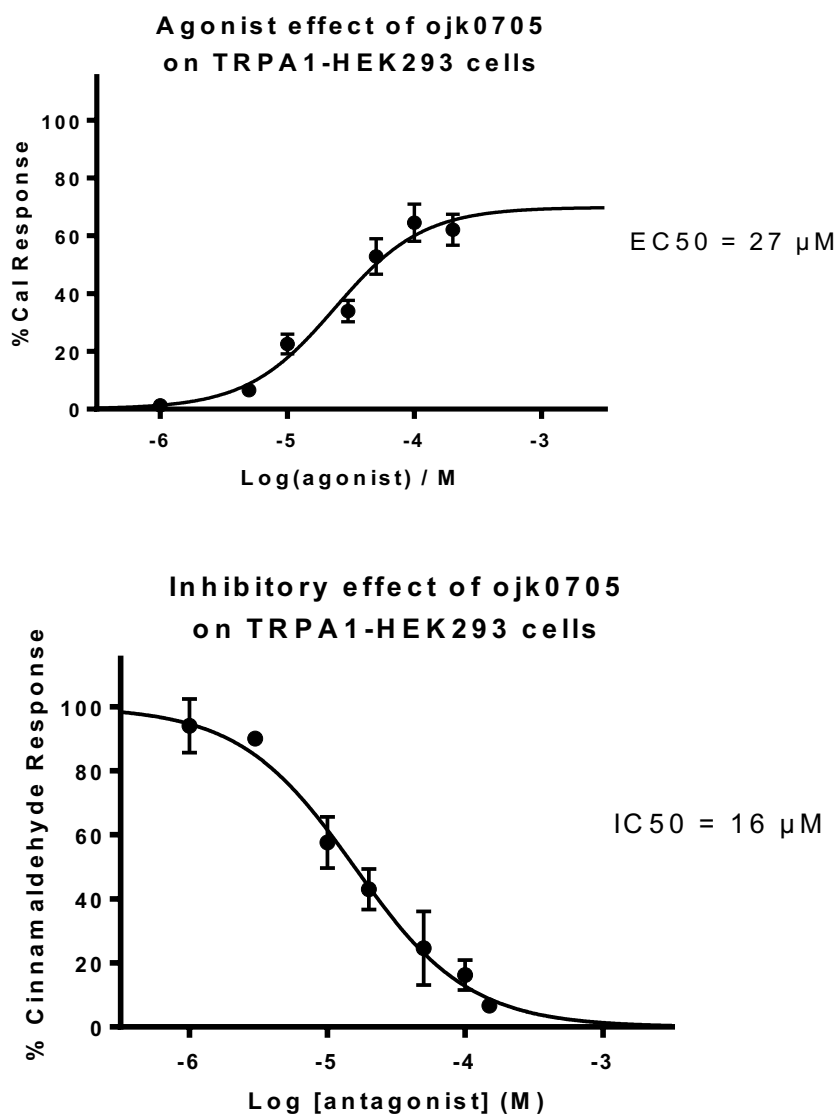 Agonist effect of ojk0705
on TRPA1-HEK293 cells
% Cal Response
100
80
60
40
20
0
-6
-5
-4
-3
Log(agonist) / M
EC50 = 27 µM
Inhibitory effect of ojk0705
on TRPA1-HEK293 cells
% Cinnamaldehyde Response
100
80
60
40
20
0
-6
-5
-4
-3
Log [antagonist] (M)
IC50 = 16 µM